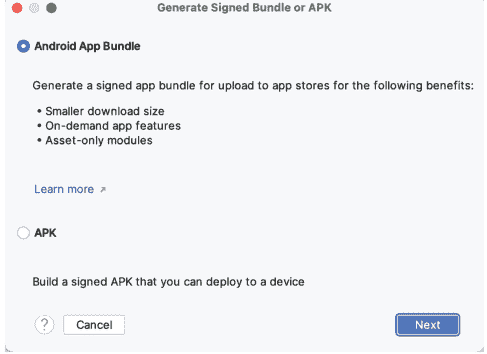 Generate Signed Bundle or APK
Android App Bundle
Generate a signed app bundle for upload to app stores for the following benefits:
• Smaller download size
• On-demand app features
• Asset-only modules
Learn more ↗
APK
Build a signed APK that you can deploy to a device
? Cancel Next